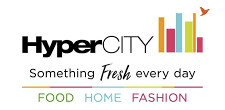 HyperCITY
Something Fresh every day
FOOD HOME FASHION